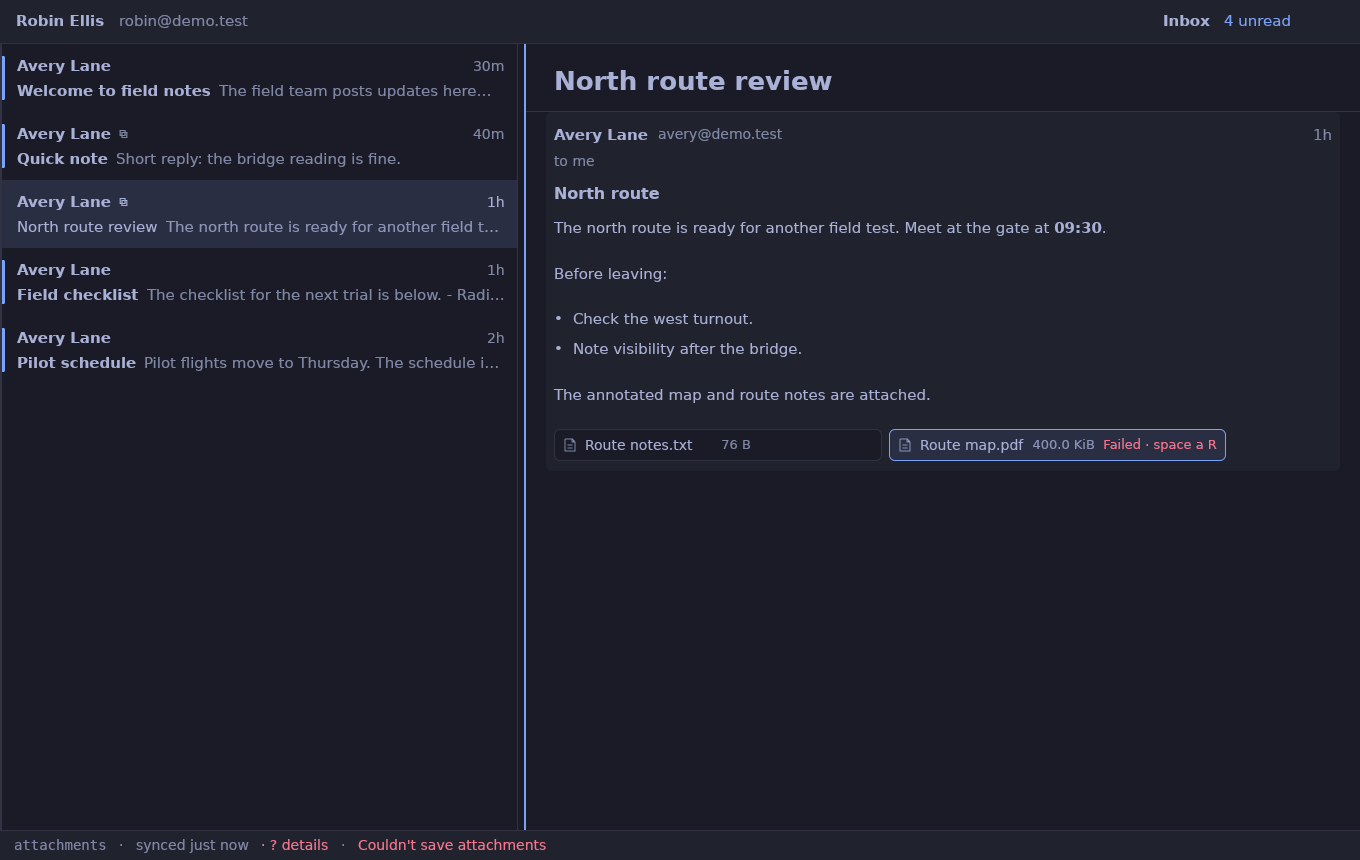 Robin Ellis robin@demo.test Inbox 4 unread
Avery Lane 30m
Welcome to field notes The field team posts updates here…
Avery Lane 40m
Quick note Short reply: the bridge reading is fine.
Avery Lane 1h
North route review The north route is ready for another field t…
Avery Lane 1h
Field checklist The checklist for the next trial is below. - Radi…
Avery Lane 2h
Pilot schedule Pilot flights move to Thursday. The schedule i…
North route review
Avery Lane avery@demo.test 1h
to me
North route
The north route is ready for another field test. Meet at the gate at 09:30.
Before leaving:
• Check the west turnout.
• Note visibility after the bridge.
The annotated map and route notes are attached.
Route notes.txt 76 B Route map.pdf 400.0 KiB Failed · space a R
attachments · synced just now · ? details · Couldn't save attachments